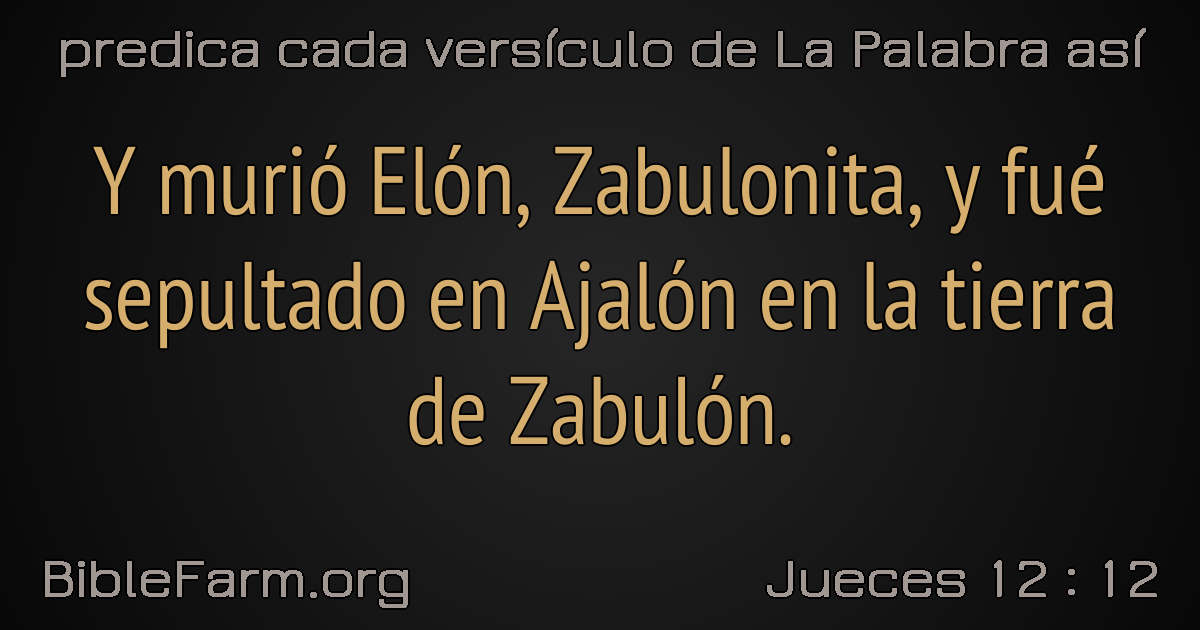 predica cada versículo de La Palabra así
Y murió Elón, Zabulonita, y fué
sepultado en Ajalón en la tierra
de Zabulón.
BibleFarm.org
Jueces 12 : 12